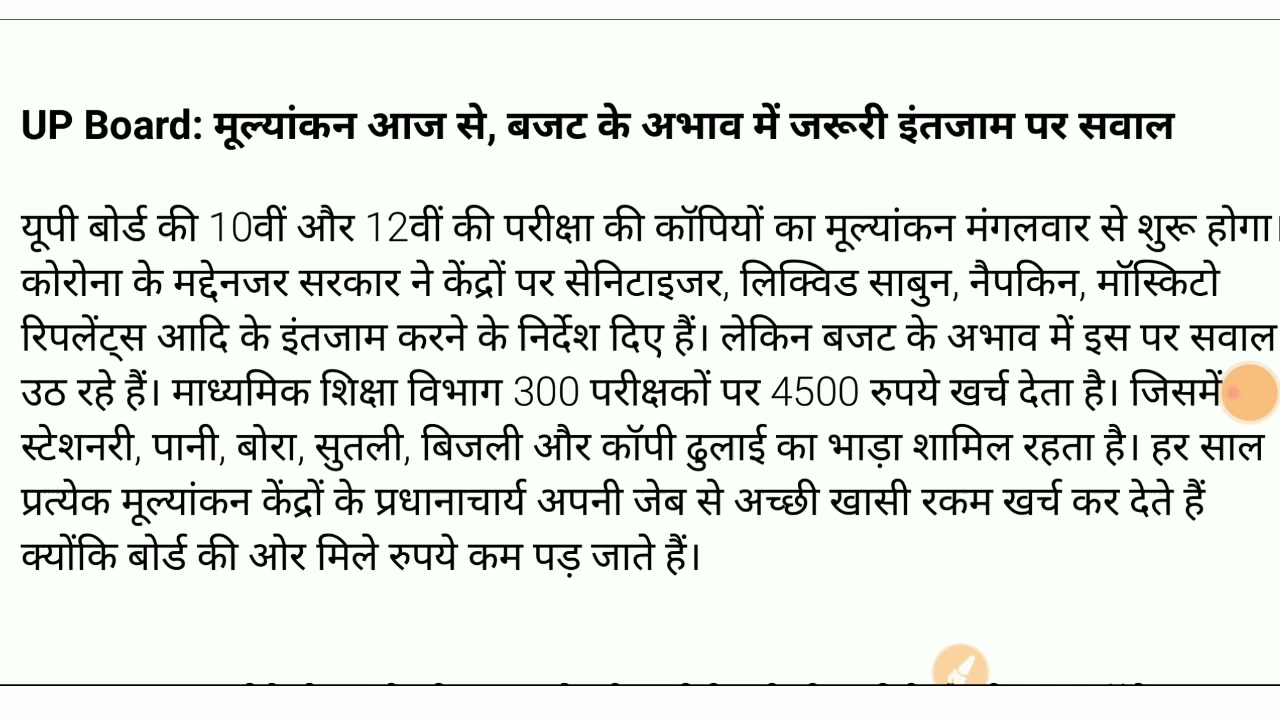 UP Board: मूल्यांकन आज से, बजट के अभाव में जरूरी इंतजाम पर सवाल
यूपी बोर्ड की 10वीं और 12वीं की परीक्षा की कॉपियों का मूल्यांकन मंगलवार से शुरू होगा।
कोरोना के मद्देनजर सरकार ने केंद्रों पर सेनिटाइजर, लिक्विड साबुन, नैपकिन, मॉस्किटो
रिपलेंट्स आदि के इंतजाम करने के निर्देश दिए हैं। लेकिन बजट के अभाव में इस पर सवाल
उठ रहे हैं। माध्यमिक शिक्षा विभाग 300 परीक्षकों पर 4500 रुपये खर्च देता है। जिसमें
स्टेशनरी, पानी, बोरा, सुतली, बिजली और कॉपी ढुलाई का भाड़ा शामिल रहता है। हर साल
प्रत्येक मूल्यांकन केंद्रों के प्रधानाचार्य अपनी जेब से अच्छी खासी रकम खर्च कर देते हैं
क्योंकि बोर्ड की ओर मिले रुपये कम पड़ जाते हैं।